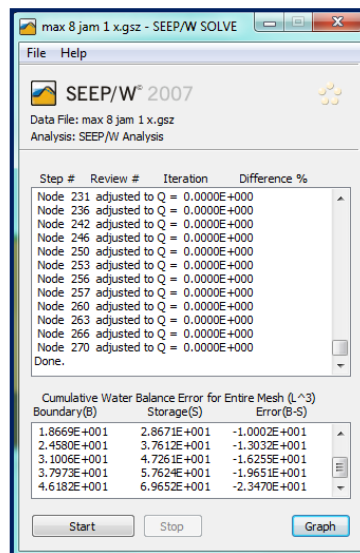 max 8 jam 1 x.gsz - SEEP/W SOLVE
File Help
SEEP/W© 2007
Data File: max 8 jam 1 x.gsz
Analysis: SEEP/W Analysis
Step # Review # Iteration Difference %
Node 231 adjusted to Q = 0.0000E+000
Node 236 adjusted to Q = 0.0000E+000
Node 242 adjusted to Q = 0.0000E+000
Node 246 adjusted to Q = 0.0000E+000
Node 250 adjusted to Q = 0.0000E+000
Node 253 adjusted to Q = 0.0000E+000
Node 256 adjusted to Q = 0.0000E+000
Node 257 adjusted to Q = 0.0000E+000
Node 260 adjusted to Q = 0.0000E+000
Node 263 adjusted to Q = 0.0000E+000
Node 266 adjusted to Q = 0.0000E+000
Node 270 adjusted to Q = 0.0000E+000
Done.
Cumulative Water Balance Error for Entire Mesh (L^3)
Boundary(B) Storage(S) Error(B-S)
1.8669E+001 2.8671E+001 -1.0002E+001
2.4580E+001 3.7612E+001 -1.3032E+001
3.1006E+001 4.7261E+001 -1.6255E+001
3.7973E+001 5.7624E+001 -1.9651E+001
4.6182E+001 6.9652E+001 -2.3470E+001
Start Stop Graph